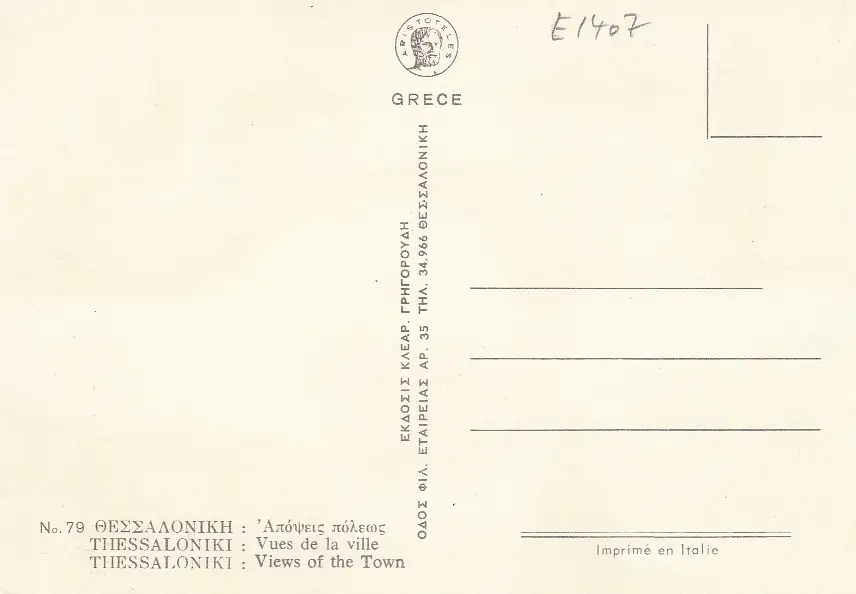 E1407
ARISTOTELES
GRECE
ΕΚΔΟΣΙΣ ΚΛΕΑΡ. ΓΡΗΓΟΡΟΥΔΗ
ΟΔΟΣ ΦΙΛ. ΕΤΑΙΡΕΙΑΣ ΑΡ. 35 ΤΗΛ. 34.966 ΘΕΣΣΑΛΟΝΙΚΗ
No. 79 ΘΕΣΣΑΛΟΝΙΚΗ : Ἀπόψεις πόλεως
THESSALONIKI : Vues de la ville
THESSALONIKI : Views of the Town
Imprimé en Italie